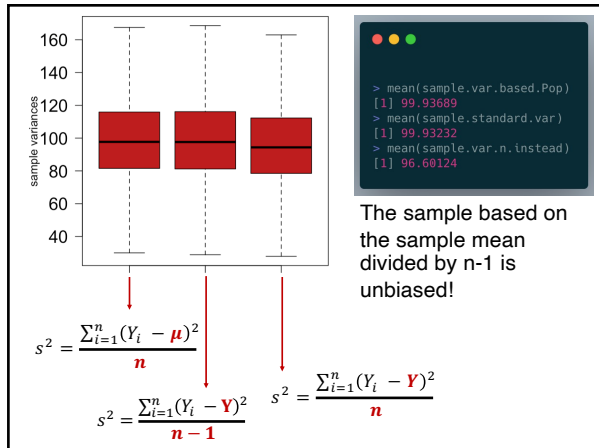 160
140
120
100
80
60
40
sample variances
> mean(sample.var.based.Pop)
[1] 99.93689
> mean(sample.standard.var)
[1] 99.93232
> mean(sample.var.n.instead)
[1] 96.60124
The sample based on
the sample mean
divided by n-1 is
unbiased!
s² = ∑ⁿᵢ₌₁(Yᵢ − μ)² / n
s² = ∑ⁿᵢ₌₁(Yᵢ − Y)² / n − 1
s² = ∑ⁿᵢ₌₁(Yᵢ − Y)² / n